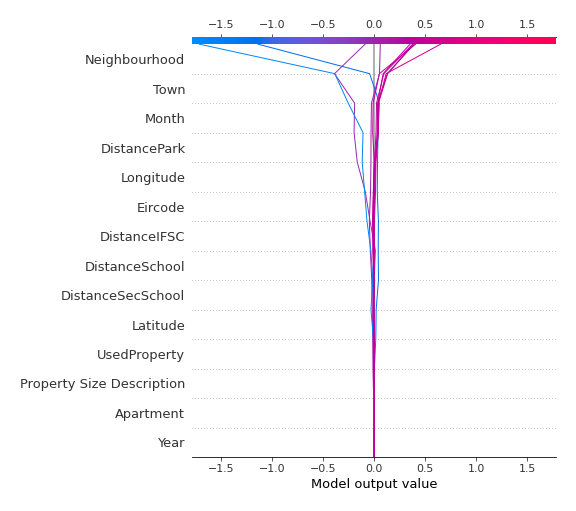 −1.5 −1.0 −0.5 0.0 0.5 1.0 1.5
Neighbourhood
Town
Month
DistancePark
Longitude
Eircode
DistanceIFSC
DistanceSchool
DistanceSecSchool
Latitude
UsedProperty
Property Size Description
Apartment
Year
−1.5 −1.0 −0.5 0.0 0.5 1.0 1.5
Model output value